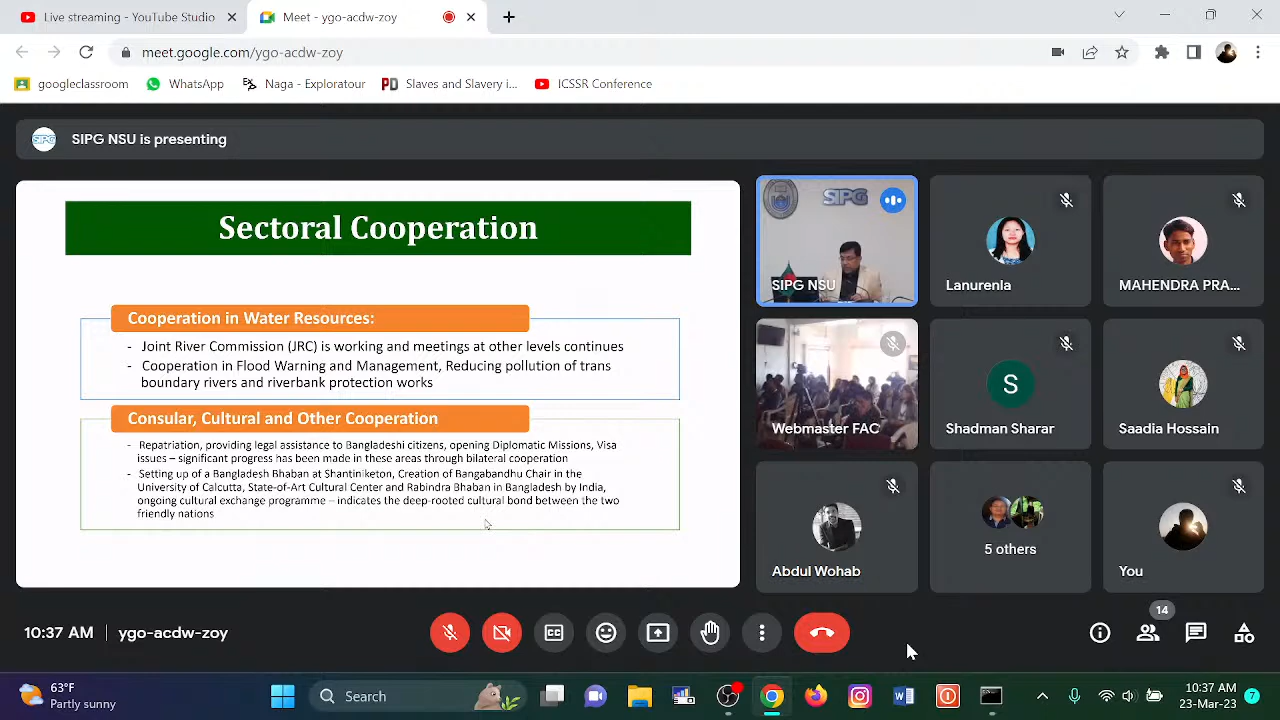 Live streaming - YouTube Studio
Meet - ygo-acdw-zoy
meet.google.com/ygo-acdw-zoy
googleclassroom
WhatsApp
Naga - Exploratour
PD Slaves and Slavery i...
ICSSR Conference
SIPG SIPG NSU is presenting
Sectoral Cooperation
Cooperation in Water Resources:
- Joint River Commission (JRC) is working and meetings at other levels continues
- Cooperation in Flood Warning and Management, Reducing pollution of trans
boundary rivers and riverbank protection works
Consular, Cultural and Other Cooperation
- Repatriation, providing legal assistance to Bangladeshi citizens, opening Diplomatic Missions, Visa
issues – significant progress has been made in these areas through bilateral cooperation
- Setting up of a Bangladesh Bhaban at Shantiniketon, Creation of Bangabandhu Chair in the
University of Calcutta, State-of-Art Cultural Center and Rabindra Bhaban in Bangladesh by India,
ongoing cultural exchange programme – indicates the deep-rooted cultural bond between the two
friendly nations
SIPG
SIPG NSU
Lanurenla
MAHENDRA PRA...
Webmaster FAC
S
Shadman Sharar
Saadia Hossain
Abdul Wohab
5 others
You
10:37 AM | ygo-acdw-zoy
14
63°F
Partly sunny
Search
10:37 AM
23-Mar-23
7